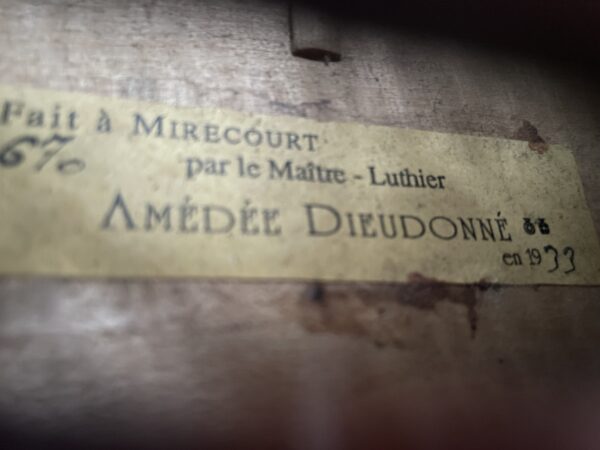 Fait à MIRECOURT
670 par le Maître - Luthier
AMÉDÉE DIEUDONNÉ
en 1933